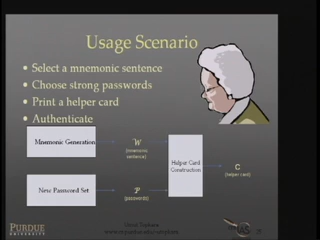 Usage Scenario
• Select a mnemonic sentence
• Choose strong passwords
• Print a helper card
• Authenticate
Mnemonic Generation
W
(mnemonic
sentence)
New Password Set
P
(passwords)
Helper Card
Construction
C
(helper card)
PURDUE
UNIVERSITY